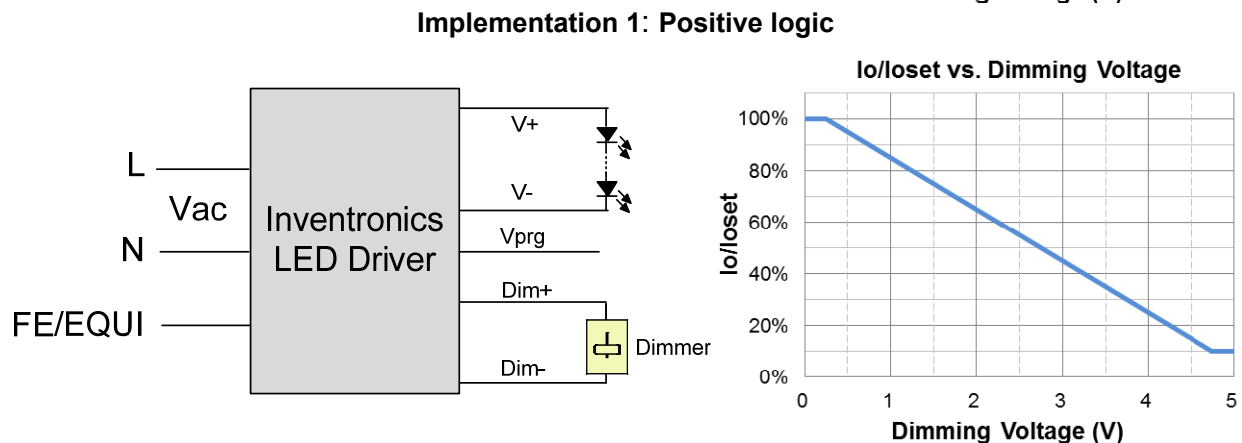 Implementation 1: Positive logic
L
Vac
N
FE/EQUI
Inventronics
LED Driver
V+
V-
Vprg
Dim+
Dim-
Dimmer
Io/Ioset vs. Dimming Voltage
Io/Ioset
100%
80%
60%
40%
20%
0%
0 1 2 3 4 5
Dimming Voltage (V)